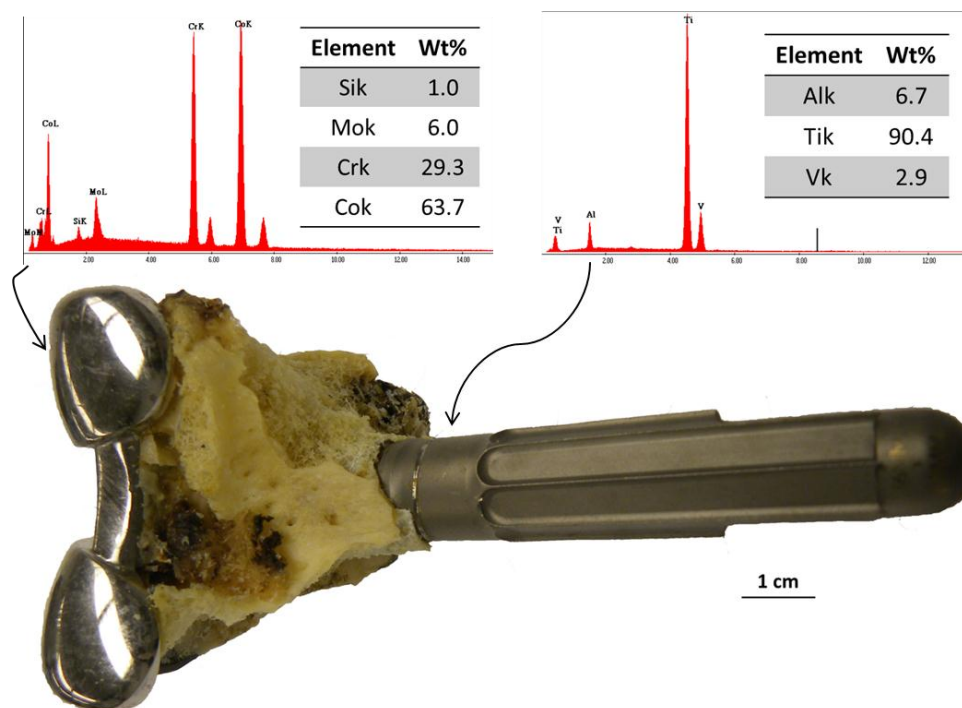 CrK
CoK
CoL
CrL
MoM
SiK
MoL
2.00 4.00 6.00 8.00 10.00 12.00 14.00
Element Wt%
Sik 1.0
Mok 6.0
Crk 29.3
Cok 63.7
Ti
V
Ti
Al
V
2.00 4.00 6.00 8.00 10.00 12.00
Element Wt%
Alk 6.7
Tik 90.4
Vk 2.9
1 cm